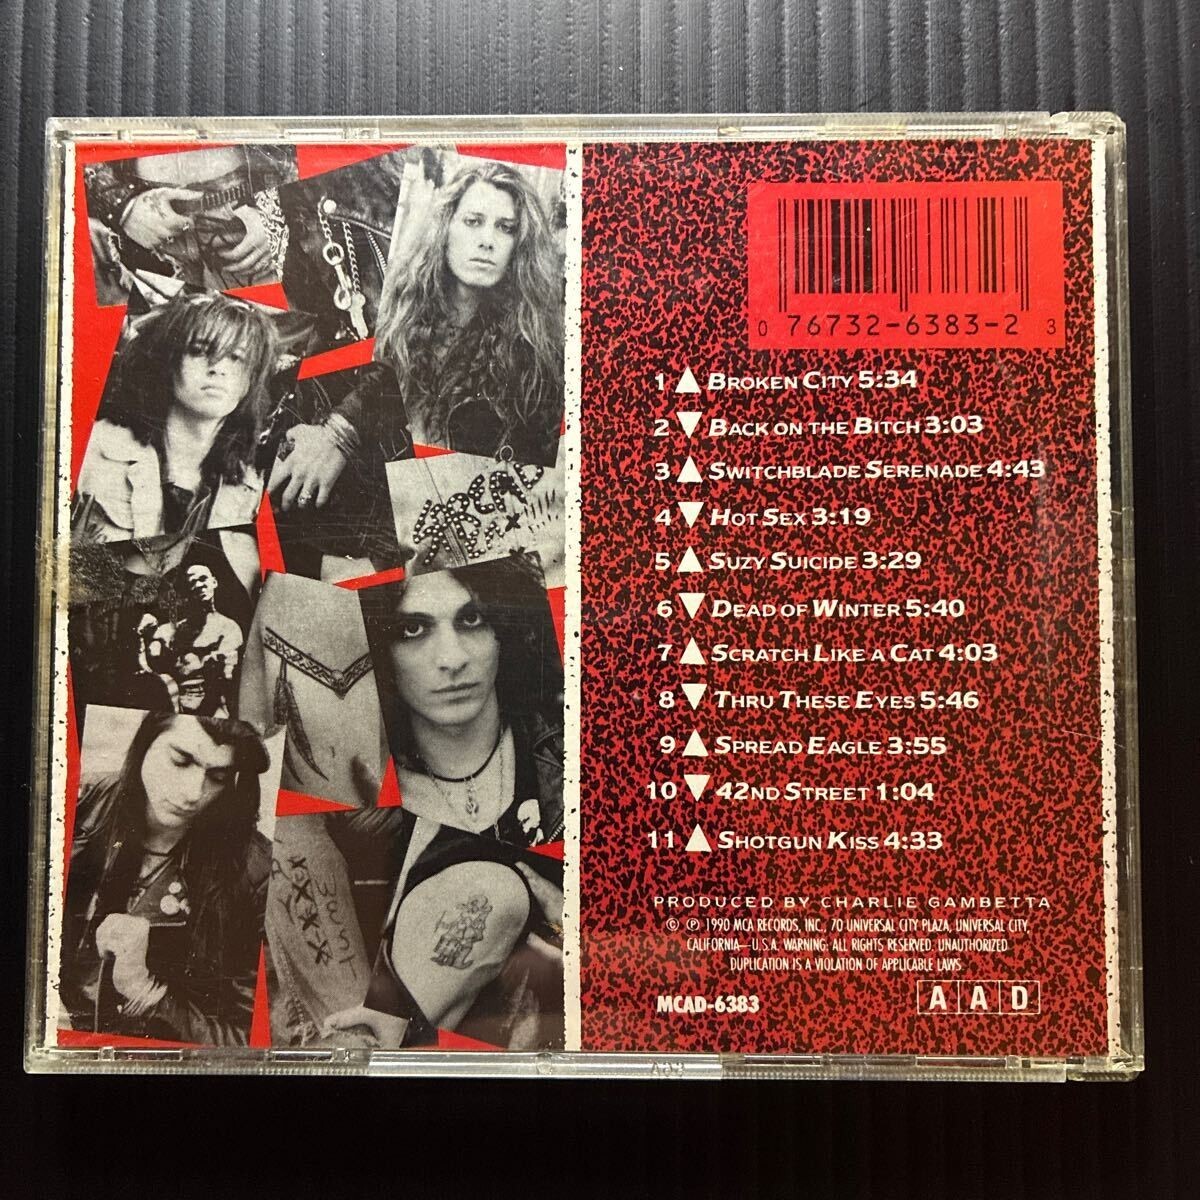 0 76732-6383-2 3
1 ▲ BROKEN CITY 5:34
2 ▼ BACK ON THE BITCH 3:03
3 ▲ SWITCHBLADE SERENADE 4:43
4 ▼ HOT SEX 3:19
5 ▲ SUZY SUICIDE 3:29
6 ▼ DEAD OF WINTER 5:40
7 ▲ SCRATCH LIKE A CAT 4:03
8 ▼ THRU THESE EYES 5:46
9 ▲ SPREAD EAGLE 3:55
10 ▼ 42ND STREET 1:04
11 ▲ SHOTGUN KISS 4:33
PRODUCED BY CHARLIE GAMBETTA
© ℗ 1990 MCA RECORDS, INC., 70 UNIVERSAL CITY PLAZA, UNIVERSAL CITY,
CALIFORNIA—U.S.A. WARNING: ALL RIGHTS RESERVED. UNAUTHORIZED
DUPLICATION IS A VIOLATION OF APPLICABLE LAWS.
MCAD-6383
A A D